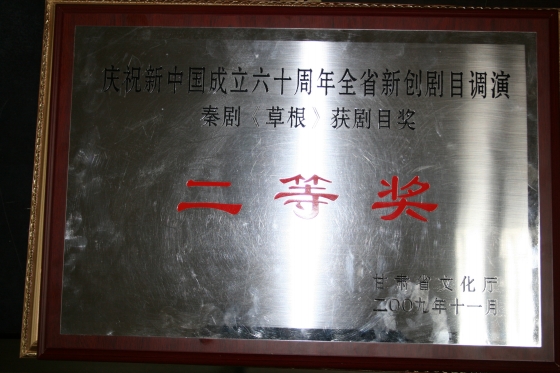 庆祝新中国成立六十周年全省新创剧目调演
秦剧《草根》获剧目奖
二等奖
甘肃省文化厅
二〇〇九年十一月